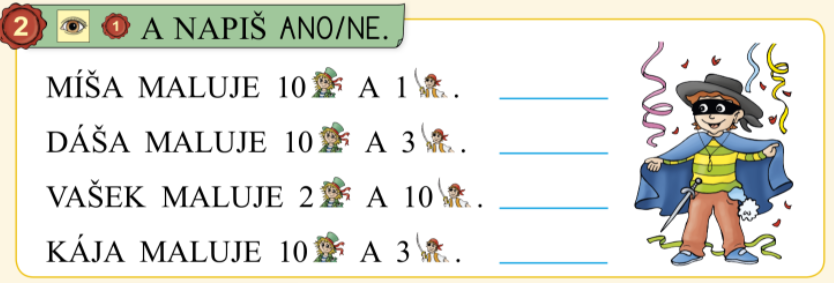 2 1 A NAPIŠ ANO/NE.
MÍŠA MALUJE 10 A 1 .
DÁŠA MALUJE 10 A 3 .
VAŠEK MALUJE 2 A 10 .
KÁJA MALUJE 10 A 3 .